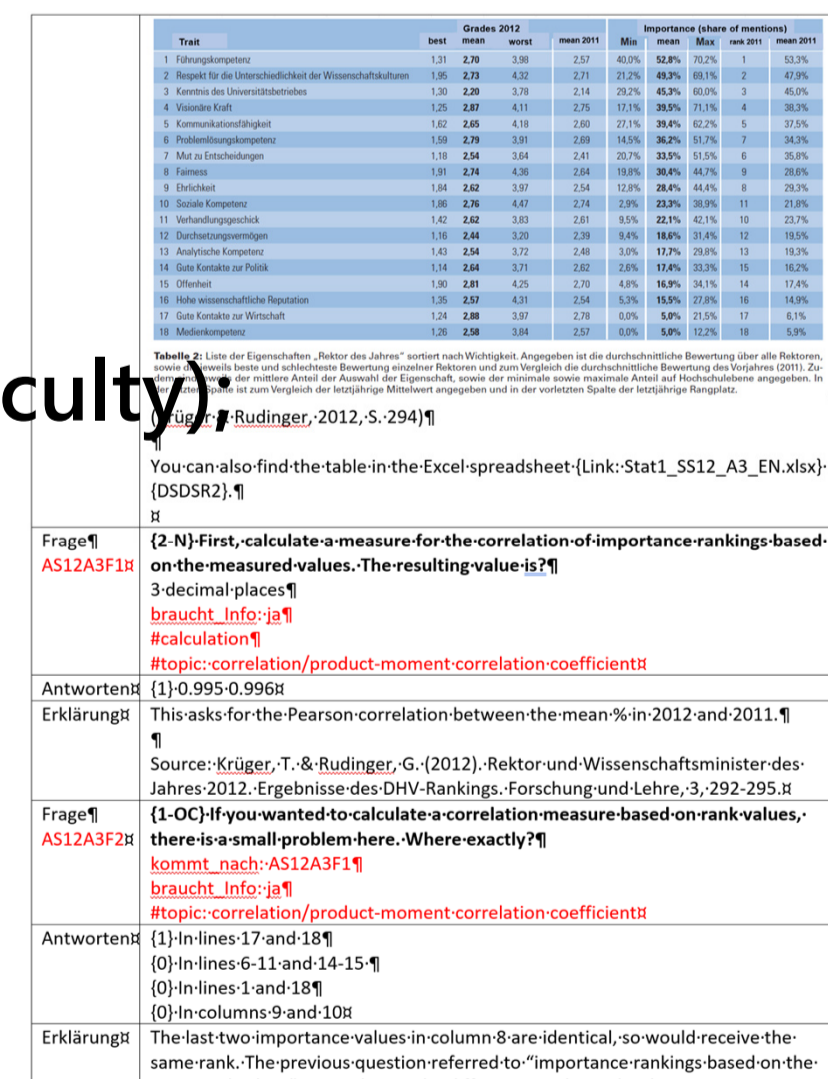 Grades 2012 Importance (share of mentions)
Trait best mean worst mean 2011 Min mean Max rank 2011 mean 2011
1 Führungskompetenz 1,31 2,70 3,98 2,57 40,0% 52,8% 70,2% 1 53,3%
2 Respekt für die Unterschiedlichkeit der Wissenschaftskulturen 1,95 2,73 4,32 2,71 21,2% 49,3% 69,1% 2 47,9%
3 Kenntnis des Universitätsbetriebes 1,30 2,20 3,78 2,14 29,2% 45,3% 60,0% 3 45,0%
4 Visionäre Kraft 1,25 2,87 4,11 2,75 17,1% 39,5% 71,1% 4 38,3%
5 Kommunikationsfähigkeit 1,62 2,65 4,18 2,60 27,1% 39,4% 62,2% 5 37,5%
6 Problemlösungskompetenz 1,59 2,79 3,91 2,69 14,5% 36,2% 51,7% 7 34,3%
7 Mut zu Entscheidungen 1,18 2,54 3,64 2,41 20,7% 33,5% 51,5% 6 35,8%
8 Fairness 1,91 2,74 4,36 2,64 19,8% 30,4% 44,7% 9 28,6%
9 Ehrlichkeit 1,84 2,62 3,97 2,54 12,8% 28,4% 44,4% 8 29,3%
10 Soziale Kompetenz 1,86 2,76 4,47 2,74 2,9% 23,3% 38,9% 11 21,8%
11 Verhandlungsgeschick 1,42 2,62 3,83 2,61 9,5% 22,1% 42,1% 10 23,7%
12 Durchsetzungsvermögen 1,16 2,44 3,20 2,39 9,4% 18,6% 31,4% 12 19,5%
13 Analytische Kompetenz 1,43 2,54 3,72 2,48 3,0% 17,7% 29,8% 13 19,3%
14 Gute Kontakte zur Politik 1,14 2,64 3,71 2,62 2,6% 17,4% 33,3% 15 16,2%
15 Offenheit 1,90 2,81 4,25 2,70 4,8% 16,9% 34,1% 14 17,4%
16 Hohe wissenschaftliche Reputation 1,35 2,57 4,31 2,54 5,3% 15,5% 27,8% 16 14,9%
17 Gute Kontakte zur Wirtschaft 1,24 2,88 3,97 2,78 0,0% 5,0% 21,5% 17 6,1%
18 Medienkompetenz 1,26 2,58 3,84 2,57 0,0% 5,0% 12,2% 18 5,9%
Tabelle 2: Liste der Eigenschaften „Rektor des Jahres" sortiert nach Wichtigkeit. Angegeben ist die durchschnittliche Bewertung über alle Rektoren,
sowie die jeweils beste und schlechteste Bewertung einzelner Rektoren und zum Vergleich die durchschnittliche Bewertung des Vorjahres (2011). Zu-
dem sind jeweils der mittlere Anteil der Auswahl der Eigenschaft, sowie der minimale sowie maximale Anteil auf Hochschulebene angegeben. In
der letzten Spalte ist zum Vergleich der letztjährige Mittelwert angegeben und in der vorletzten Spalte der letztjährige Rangplatz.
culty);
(Krüger & Rudinger, 2012, S. 294)¶
¶
You can also find the table in the Excel spreadsheet {Link: Stat1_SS12_A3_EN.xlsx}
{DSDSR2}.¶
¤
Frage¶ {2-N} First, calculate a measure for the correlation of importance rankings based
AS12A3F1¤ on the measured values. The resulting value is?¶
3 decimal places¶
braucht_Info: ja¶
#calculation¶
#topic: correlation/product-moment correlation coefficient¤
Antworten¤ {1} 0.995 0.996¤
Erklärung¤ This asks for the Pearson correlation between the mean % in 2012 and 2011.¶
¶
Source: Krüger, T. & Rudinger, G. (2012). Rektor und Wissenschaftsminister des
Jahres 2012. Ergebnisse des DHV-Rankings. Forschung und Lehre, 3, 292-295.¤
Frage¶ {1-OC} If you wanted to calculate a correlation measure based on rank values,
AS12A3F2¤ there is a small problem here. Where exactly?¶
kommt_nach: AS12A3F1¶
braucht_Info: ja¶
#topic: correlation/product-moment correlation coefficient¤
Antworten¤ {1} In lines 17 and 18¶
{0} In lines 6-11 and 14-15 ¶
{0} In lines 1 and 18¶
{0} In columns 9 and 10¤
Erklärung¤ The last two importance values in column 8 are identical, so would receive the
same rank. The previous question referred to “importance rankings based on the